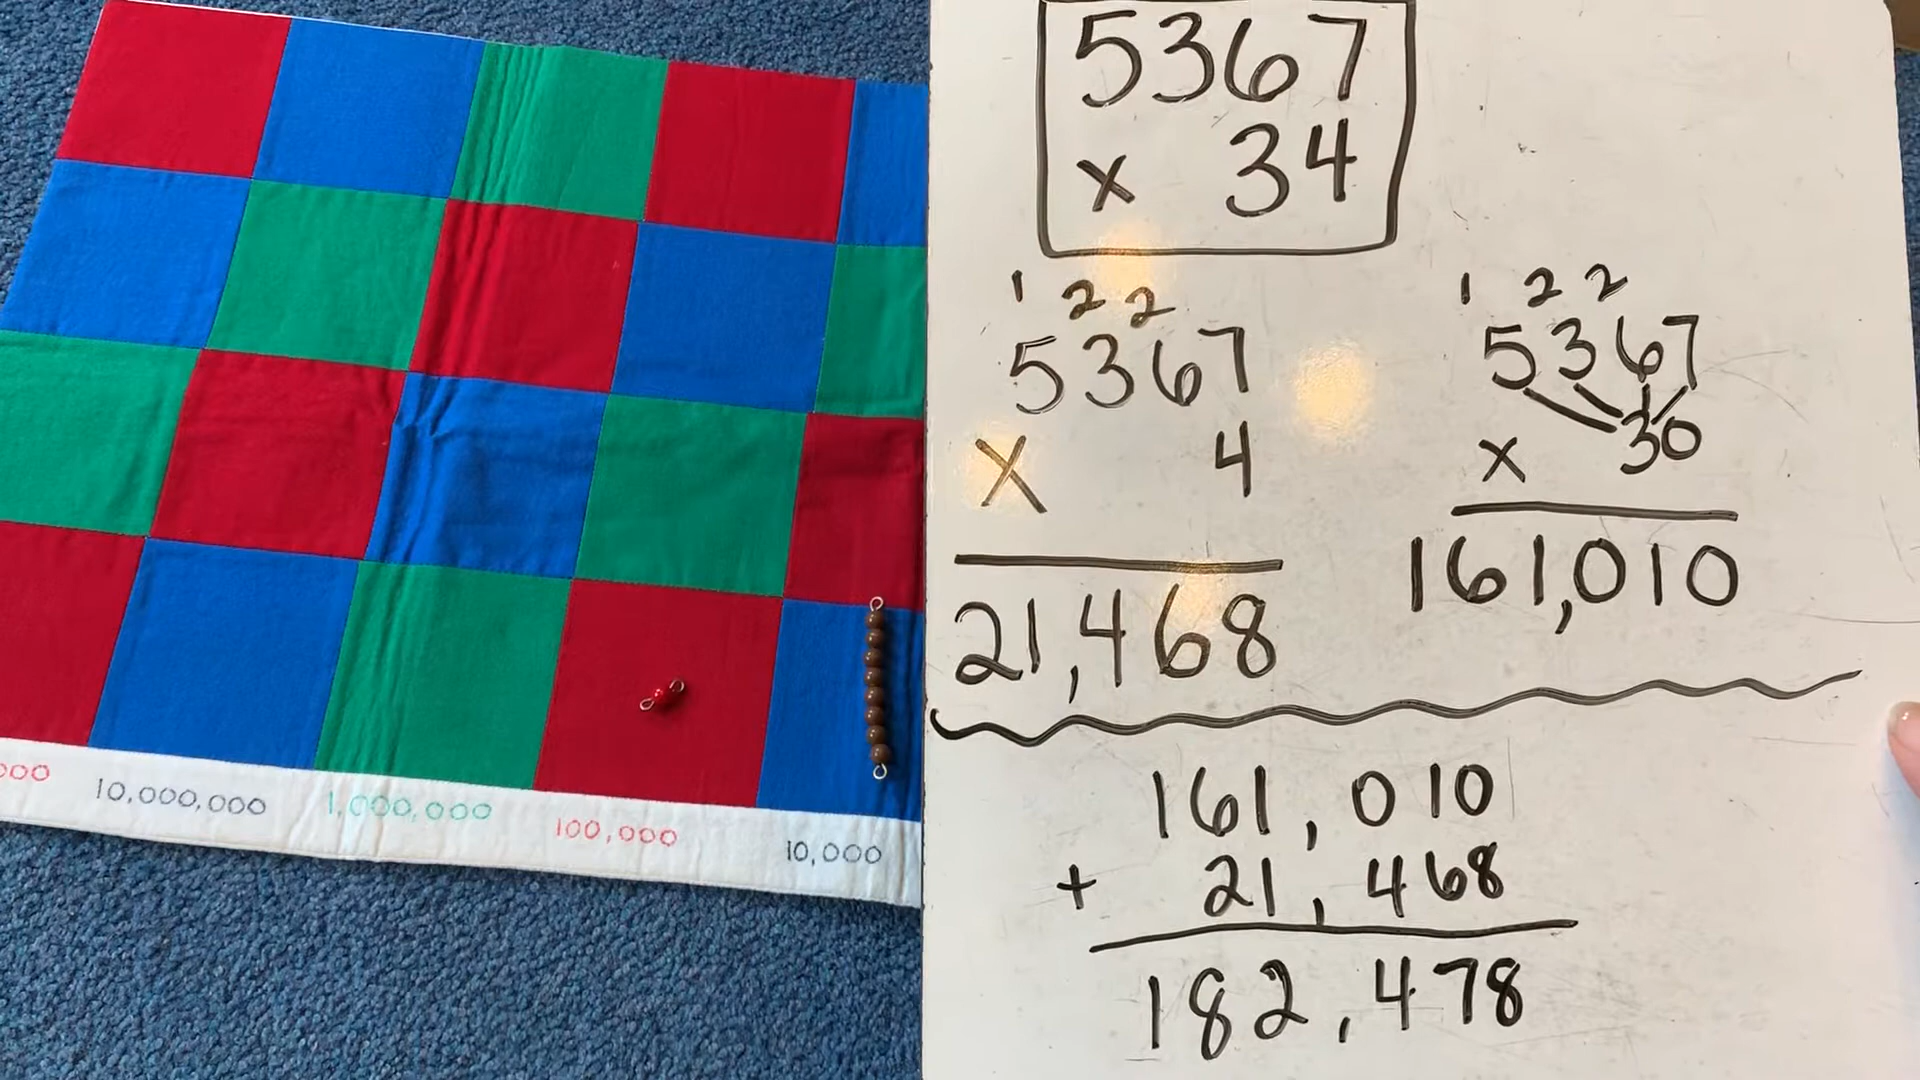 5367
x 34
1 2 2
5367
x 4
21,468
1 2 2
5367
x 30
161,010
161,010
+ 21,468
182,478
000 10,000,000 1,000,000 100,000 10,000